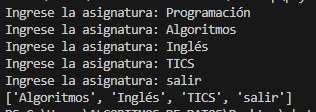 Ingrese la asignatura: Programación
Ingrese la asignatura: Algoritmos
Ingrese la asignatura: Inglés
Ingrese la asignatura: TICS
Ingrese la asignatura: salir
['Algoritmos', 'Inglés', 'TICS', 'salir']